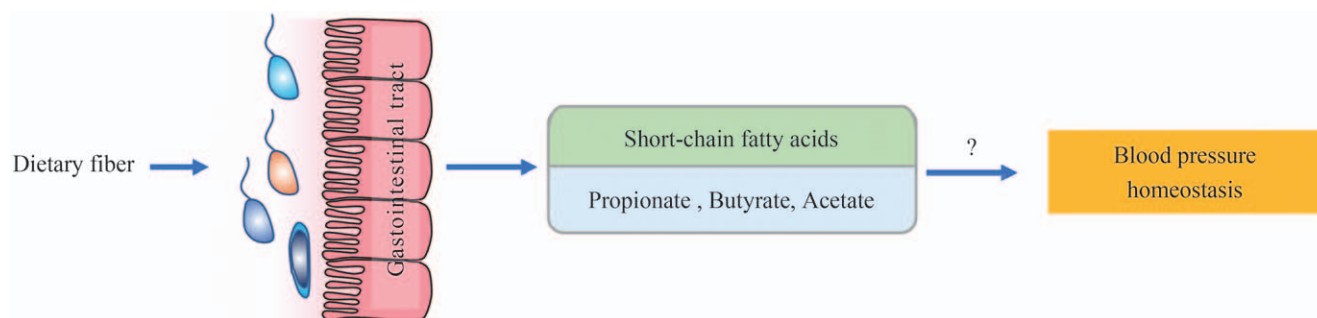 Dietary fiber
Gastointestinal tract
Short-chain fatty acids
Propionate , Butyrate, Acetate
?
Blood pressure
homeostasis